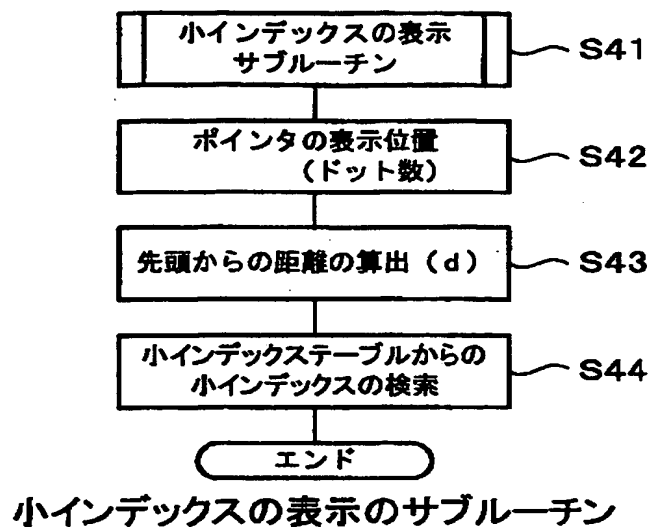 小インデックスの表示
サブルーチン
S41
ポインタの表示位置
（ドット数）
S42
先頭からの距離の算出（ｄ）
S43
小インデックステーブルからの
小インデックスの検索
S44
エンド
小インデックスの表示のサブルーチン